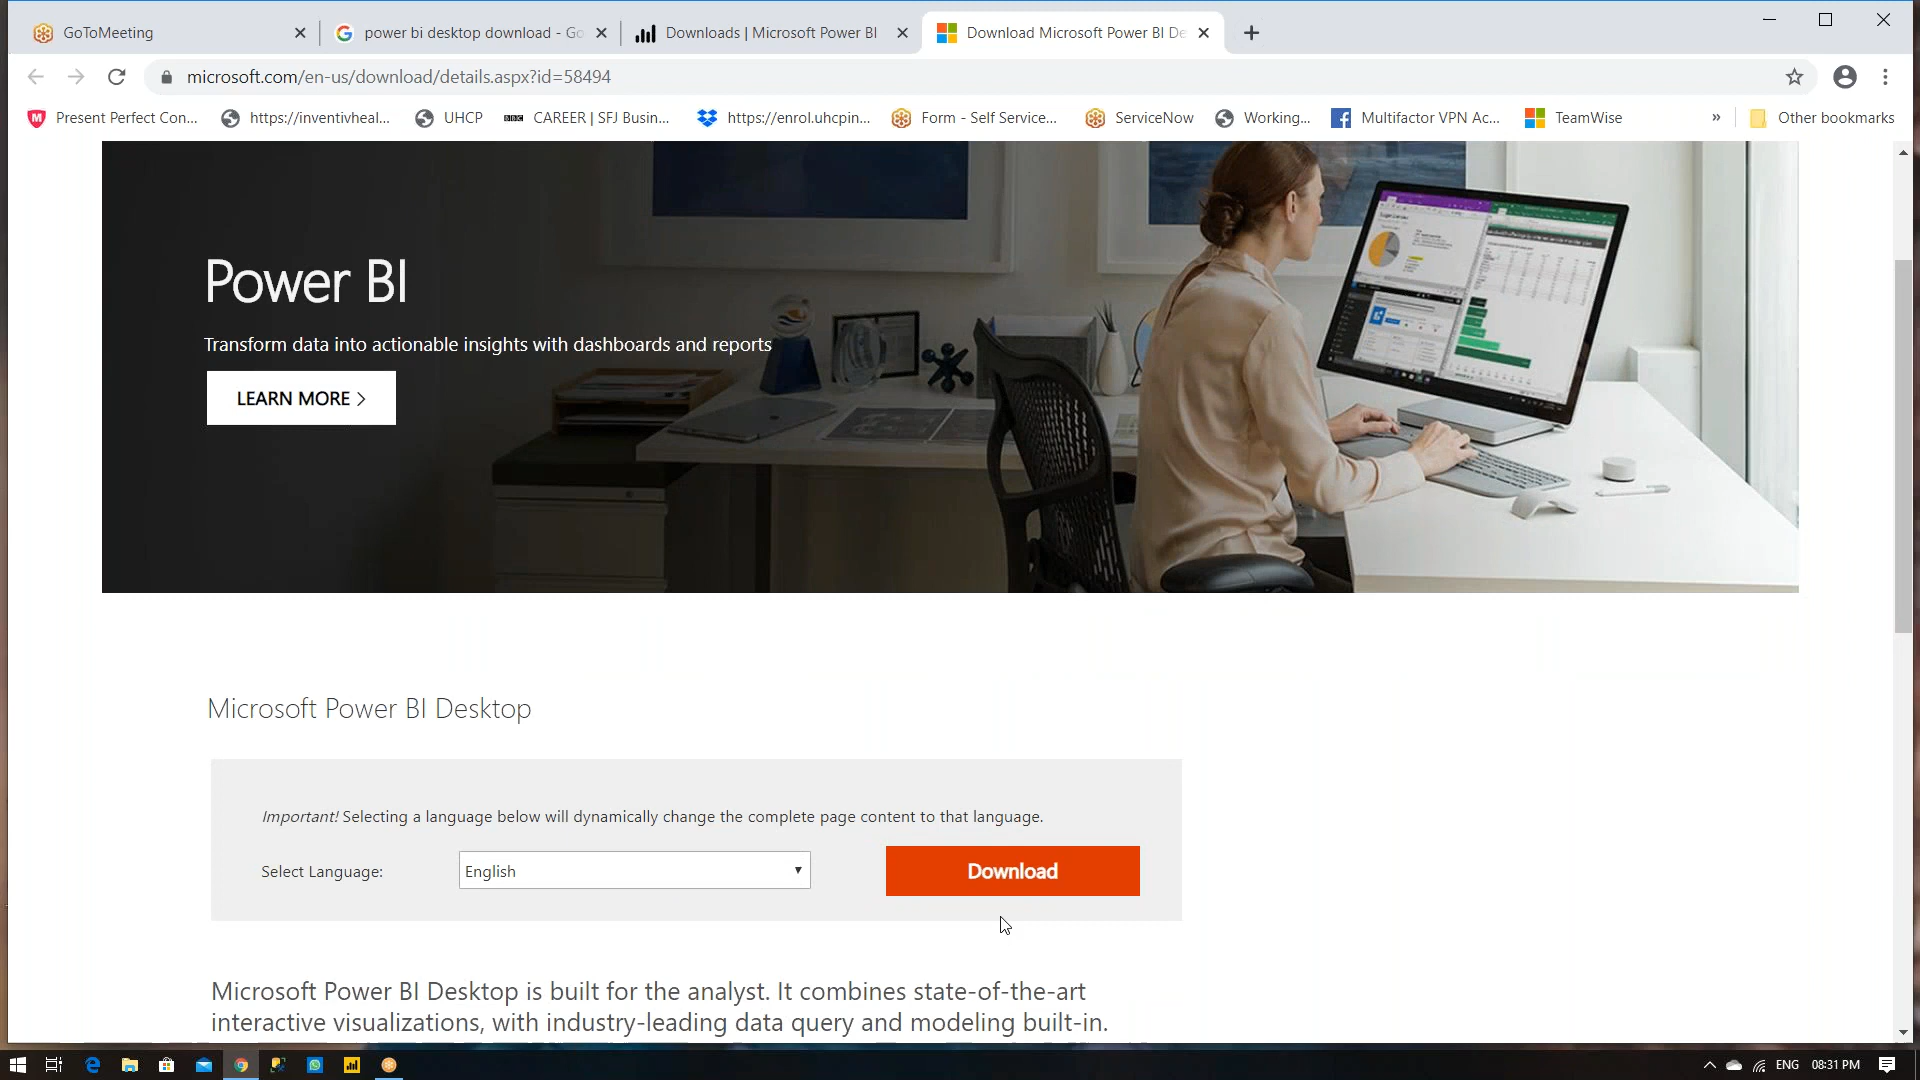 GoToMeeting
power bi desktop download - Go
Downloads | Microsoft Power BI
Download Microsoft Power BI De
microsoft.com/en-us/download/details.aspx?id=58494
Present Perfect Con...
https://inventivheal...
UHCP
BBC
CAREER | SFJ Busin...
https://enrol.uhcpin...
Form - Self Service...
ServiceNow
Working...
Multifactor VPN Ac...
TeamWise
»
Other bookmarks
Power BI
Transform data into actionable insights with dashboards and reports
LEARN MORE >
Microsoft Power BI Desktop
Important! Selecting a language below will dynamically change the complete page content to that language.
Select Language:
English
Download
Microsoft Power BI Desktop is built for the analyst. It combines state-of-the-art
interactive visualizations, with industry-leading data query and modeling built-in.
ENG
08:31 PM